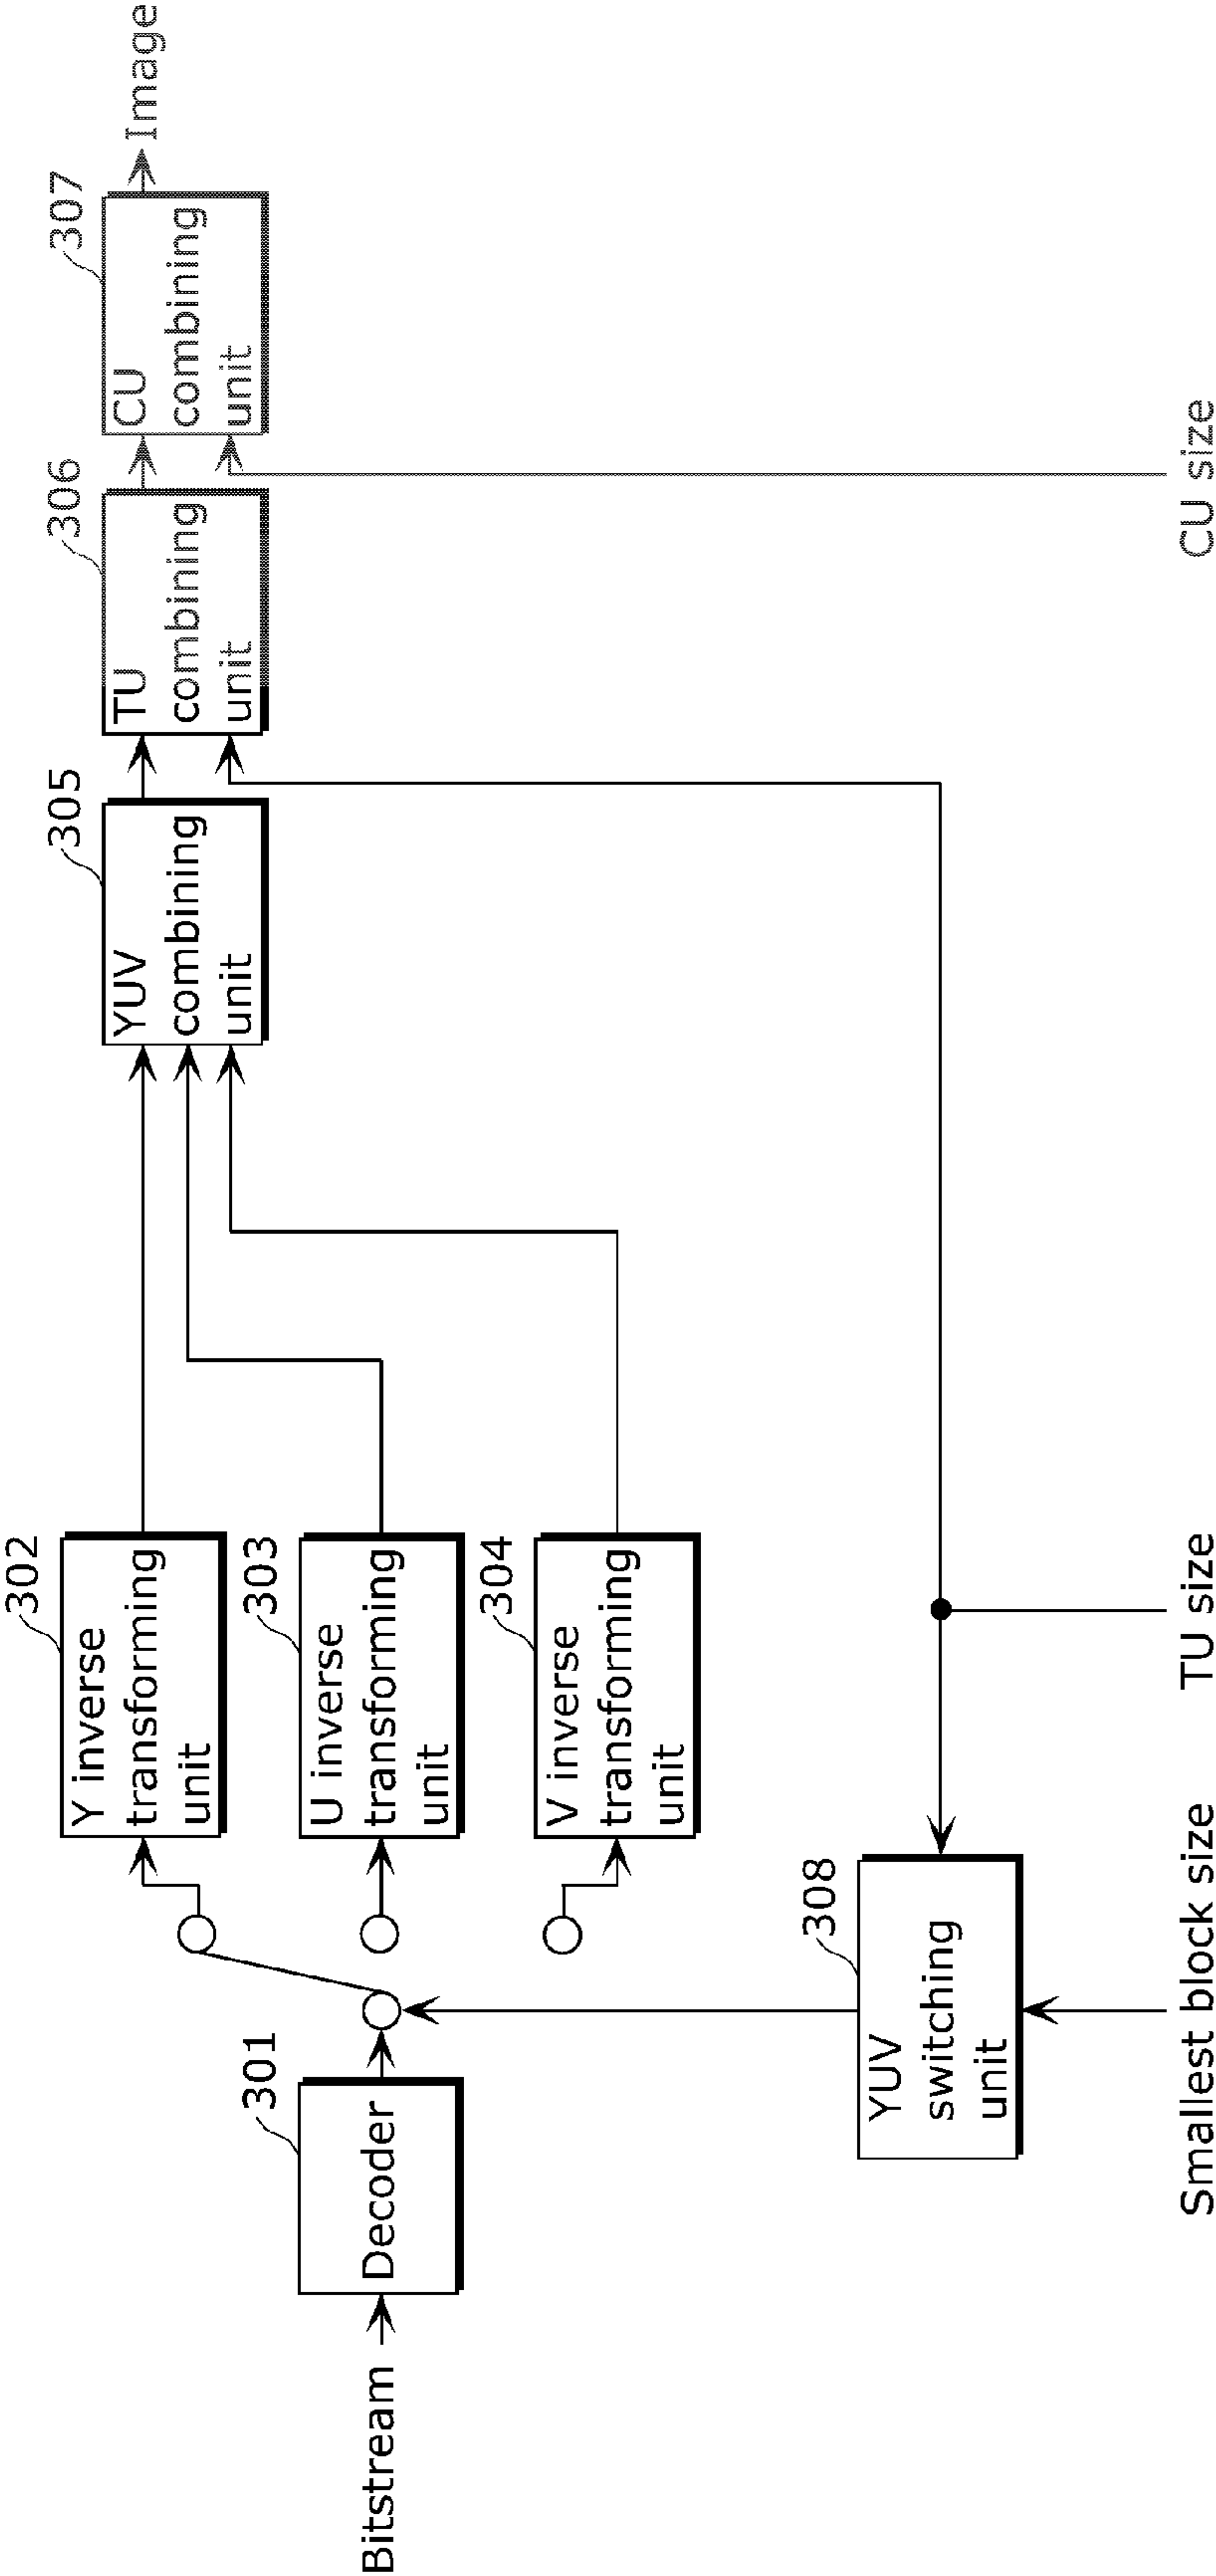 302
Y inverse
transforming
unit
305
YUV
combining
unit
306
TU
combining
unit
307
CU
combining
unit
Image
Bitstream
301
Decoder
303
U inverse
transforming
unit
304
V inverse
transforming
unit
308
YUV
switching
unit
Smallest block size
TU size
CU size